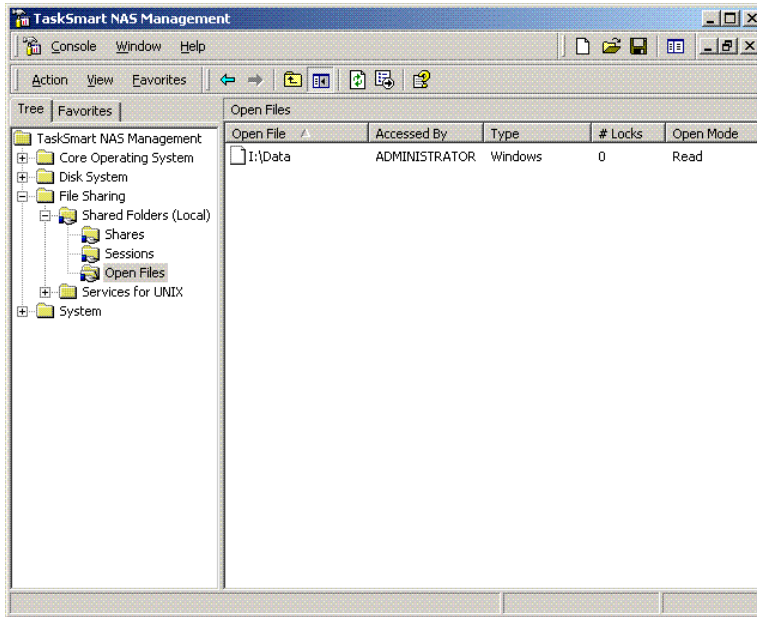 TaskSmart NAS Management
Console Window Help
Action View Favorites
Tree Favorites Open Files
TaskSmart NAS Management
Core Operating System
Disk System
File Sharing
Shared Folders (Local)
Shares
Sessions
Open Files
Services for UNIX
System
Open File Accessed By Type # Locks Open Mode
I:\Data ADMINISTRATOR Windows 0 Read